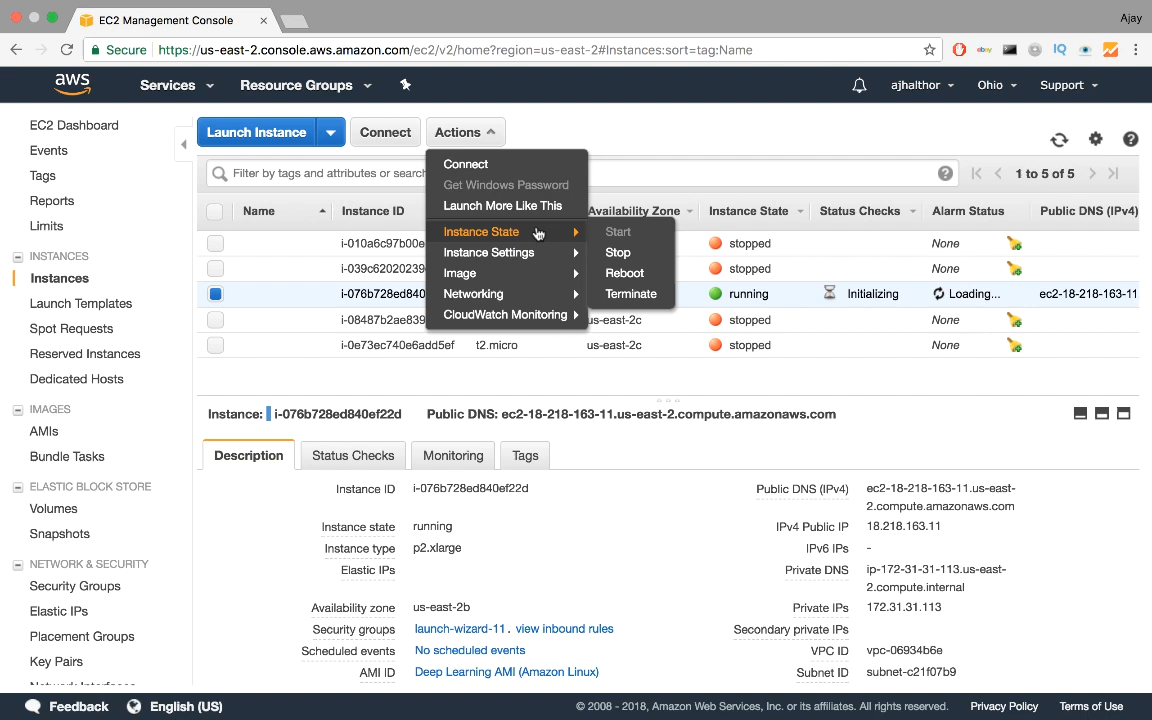 EC2 Management Console
Ajay
Secure https://us-east-2.console.aws.amazon.com/ec2/v2/home?region=us-east-2#Instances:sort=tag:Name
ebay
IQ
aws Services Resource Groups ajhalthor Ohio Support
EC2 Dashboard
Events
Tags
Reports
Limits
INSTANCES
Instances
Launch Templates
Spot Requests
Reserved Instances
Dedicated Hosts
IMAGES
AMIs
Bundle Tasks
ELASTIC BLOCK STORE
Volumes
Snapshots
NETWORK & SECURITY
Security Groups
Elastic IPs
Placement Groups
Key Pairs
Launch Instance Connect Actions
Filter by tags and attributes or search
1 to 5 of 5
Connect
Get Windows Password
Launch More Like This
Instance State
Instance Settings
Image
Networking
CloudWatch Monitoring
Start
Stop
Reboot
Terminate
Name Instance ID Availability Zone Instance State Status Checks Alarm Status Public DNS (IPv4)
i-010a6c97b00e stopped None
i-039c62020239 stopped None
i-076b728ed840 running Initializing Loading... ec2-18-218-163-11
i-08487b2ae839 us-east-2c stopped None
i-0e73ec740e6add5ef t2.micro us-east-2c stopped None
Instance: i-076b728ed840ef22d Public DNS: ec2-18-218-163-11.us-east-2.compute.amazonaws.com
Description Status Checks Monitoring Tags
Instance ID i-076b728ed840ef22d
Instance state running
Instance type p2.xlarge
Elastic IPs
Availability zone us-east-2b
Security groups launch-wizard-11. view inbound rules
Scheduled events No scheduled events
AMI ID Deep Learning AMI (Amazon Linux)
Public DNS (IPv4) ec2-18-218-163-11.us-east-
2.compute.amazonaws.com
IPv4 Public IP 18.218.163.11
IPv6 IPs -
Private DNS ip-172-31-31-113.us-east-
2.compute.internal
Private IPs 172.31.31.113
Secondary private IPs
VPC ID vpc-06934b6e
Subnet ID subnet-c21f07b9
Feedback English (US) © 2008 - 2018, Amazon Web Services, Inc. or its affiliates. All rights reserved. Privacy Policy Terms of Use